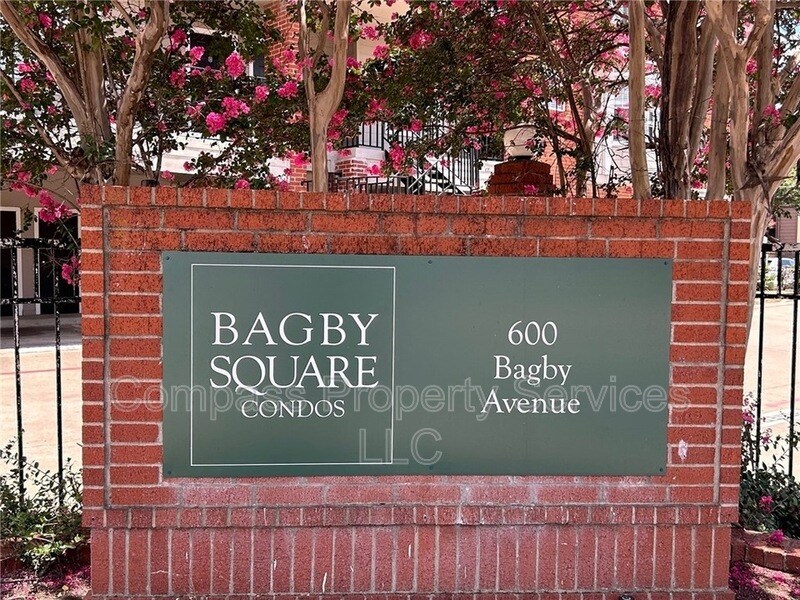 BAGBY
SQUARE
CONDOS
600
Bagby
Avenue
Compass Property Services
LLC